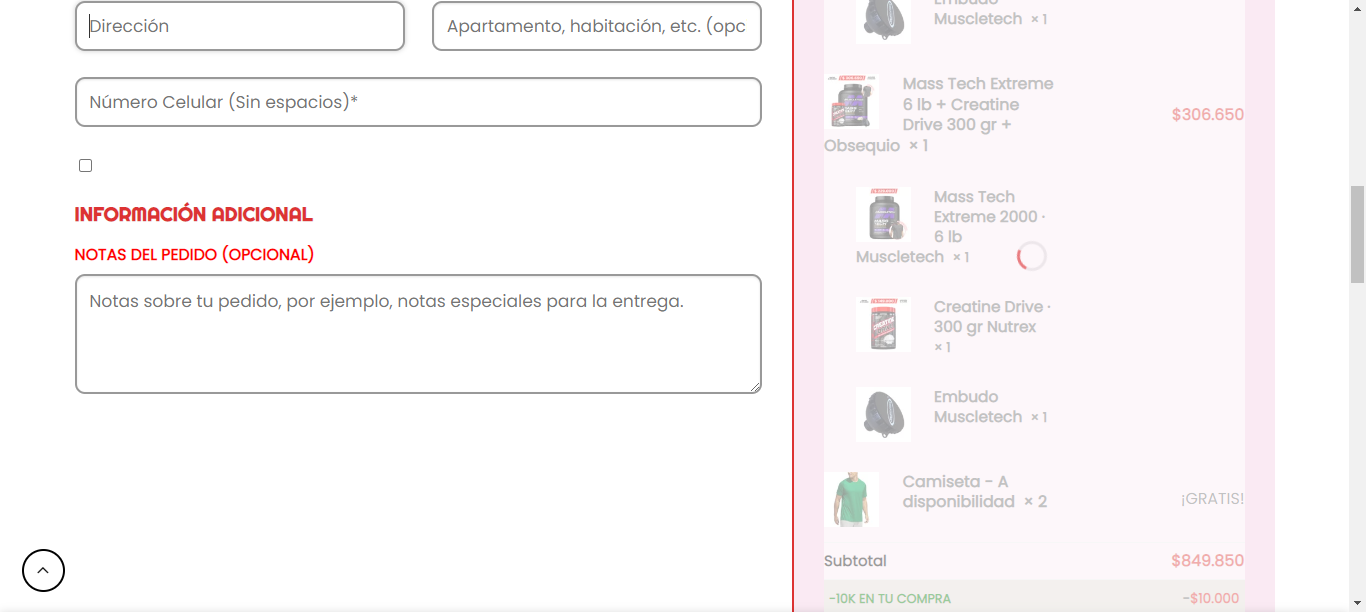 Dirección
Apartamento, habitación, etc. (opc
Número Celular (Sin espacios)*
INFORMACIÓN ADICIONAL
NOTAS DEL PEDIDO (OPCIONAL)
Notas sobre tu pedido, por ejemplo, notas especiales para la entrega.
Embudo
Muscletech × 1
Mass Tech Extreme
6 lb + Creatine
Drive 300 gr +
Obsequio × 1
$306.650
Mass Tech
Extreme 2000 ·
6 lb
Muscletech × 1
Creatine Drive ·
300 gr Nutrex
× 1
Embudo
Muscletech × 1
Camiseta - A
disponibilidad × 2
¡GRATIS!
Subtotal
$849.850
-10K EN TU COMPRA
-$10.000